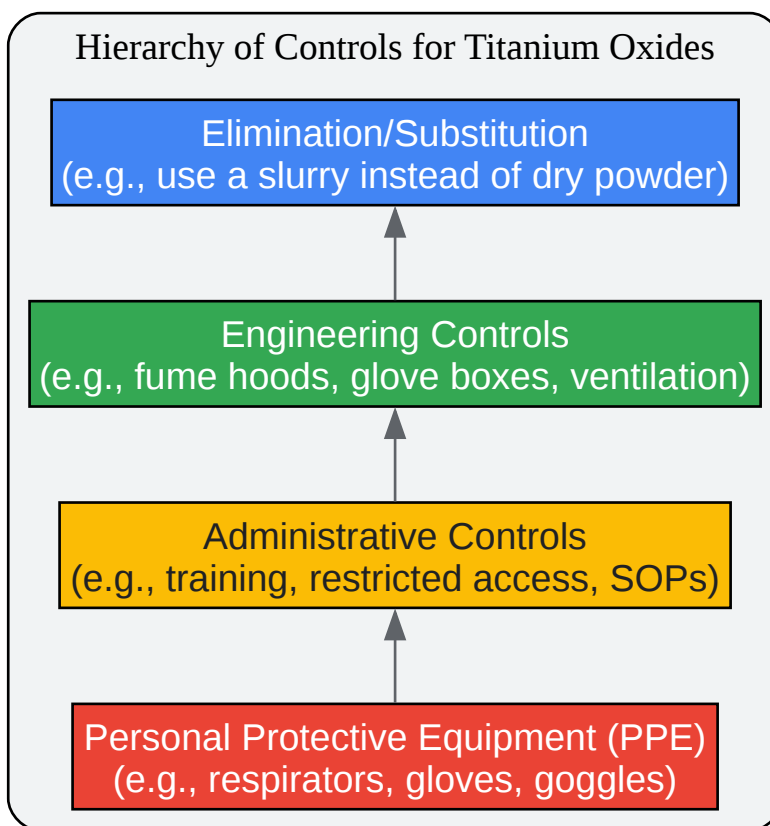 Hierarchy of Controls for Titanium Oxides
Elimination/Substitution
(e.g., use a slurry instead of dry powder)
Engineering Controls
(e.g., fume hoods, glove boxes, ventilation)
Administrative Controls
(e.g., training, restricted access, SOPs)
Personal Protective Equipment (PPE)
(e.g., respirators, gloves, goggles)